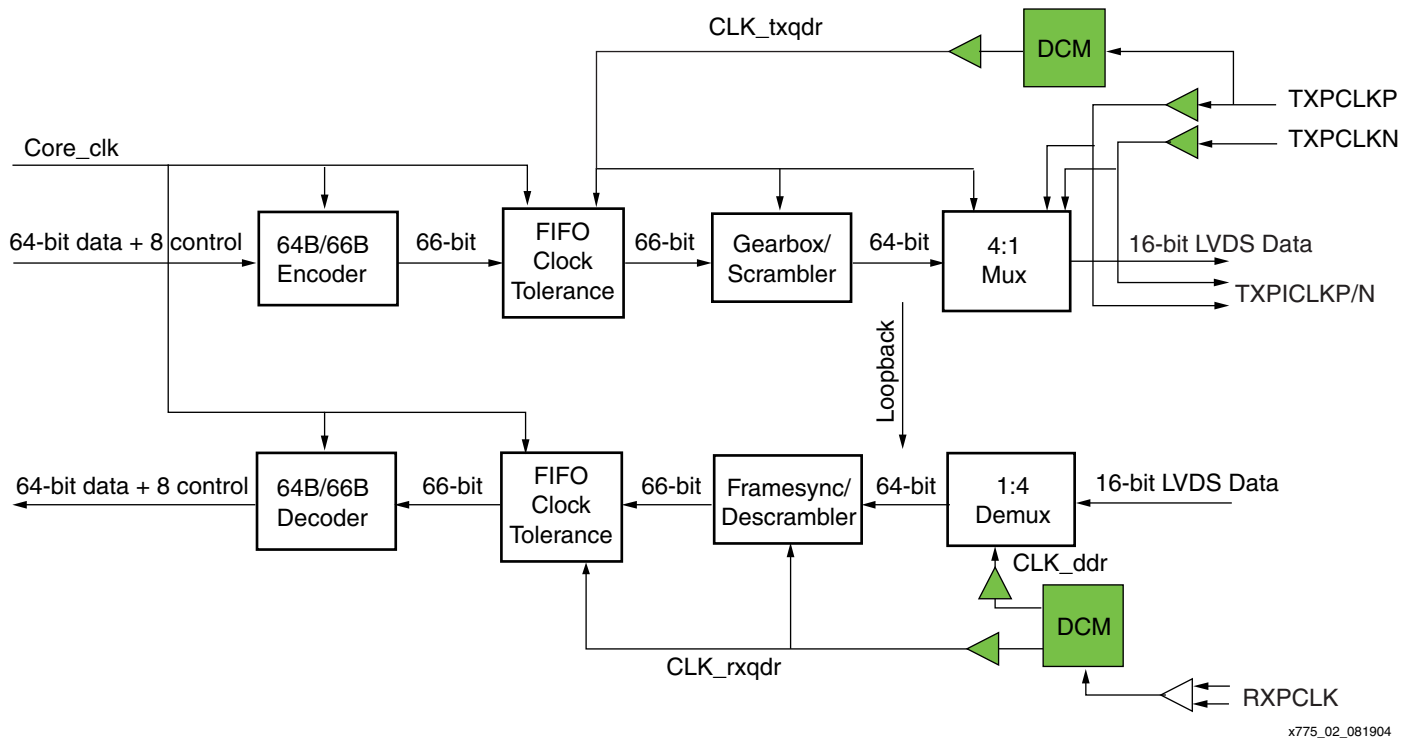 CLK_txqdr
DCM
TXPCLKP
TXPCLKN
Core_clk
64-bit data + 8 control
64B/66B
Encoder
66-bit
FIFO
Clock
Tolerance
66-bit
Gearbox/
Scrambler
64-bit
4:1
Mux
16-bit LVDS Data
TXPICLKP/N
Loopback
64-bit data + 8 control
64B/66B
Decoder
66-bit
FIFO
Clock
Tolerance
66-bit
Framesync/
Descrambler
64-bit
1:4
Demux
16-bit LVDS Data
CLK_ddr
DCM
CLK_rxqdr
RXPCLK
x775_02_081904